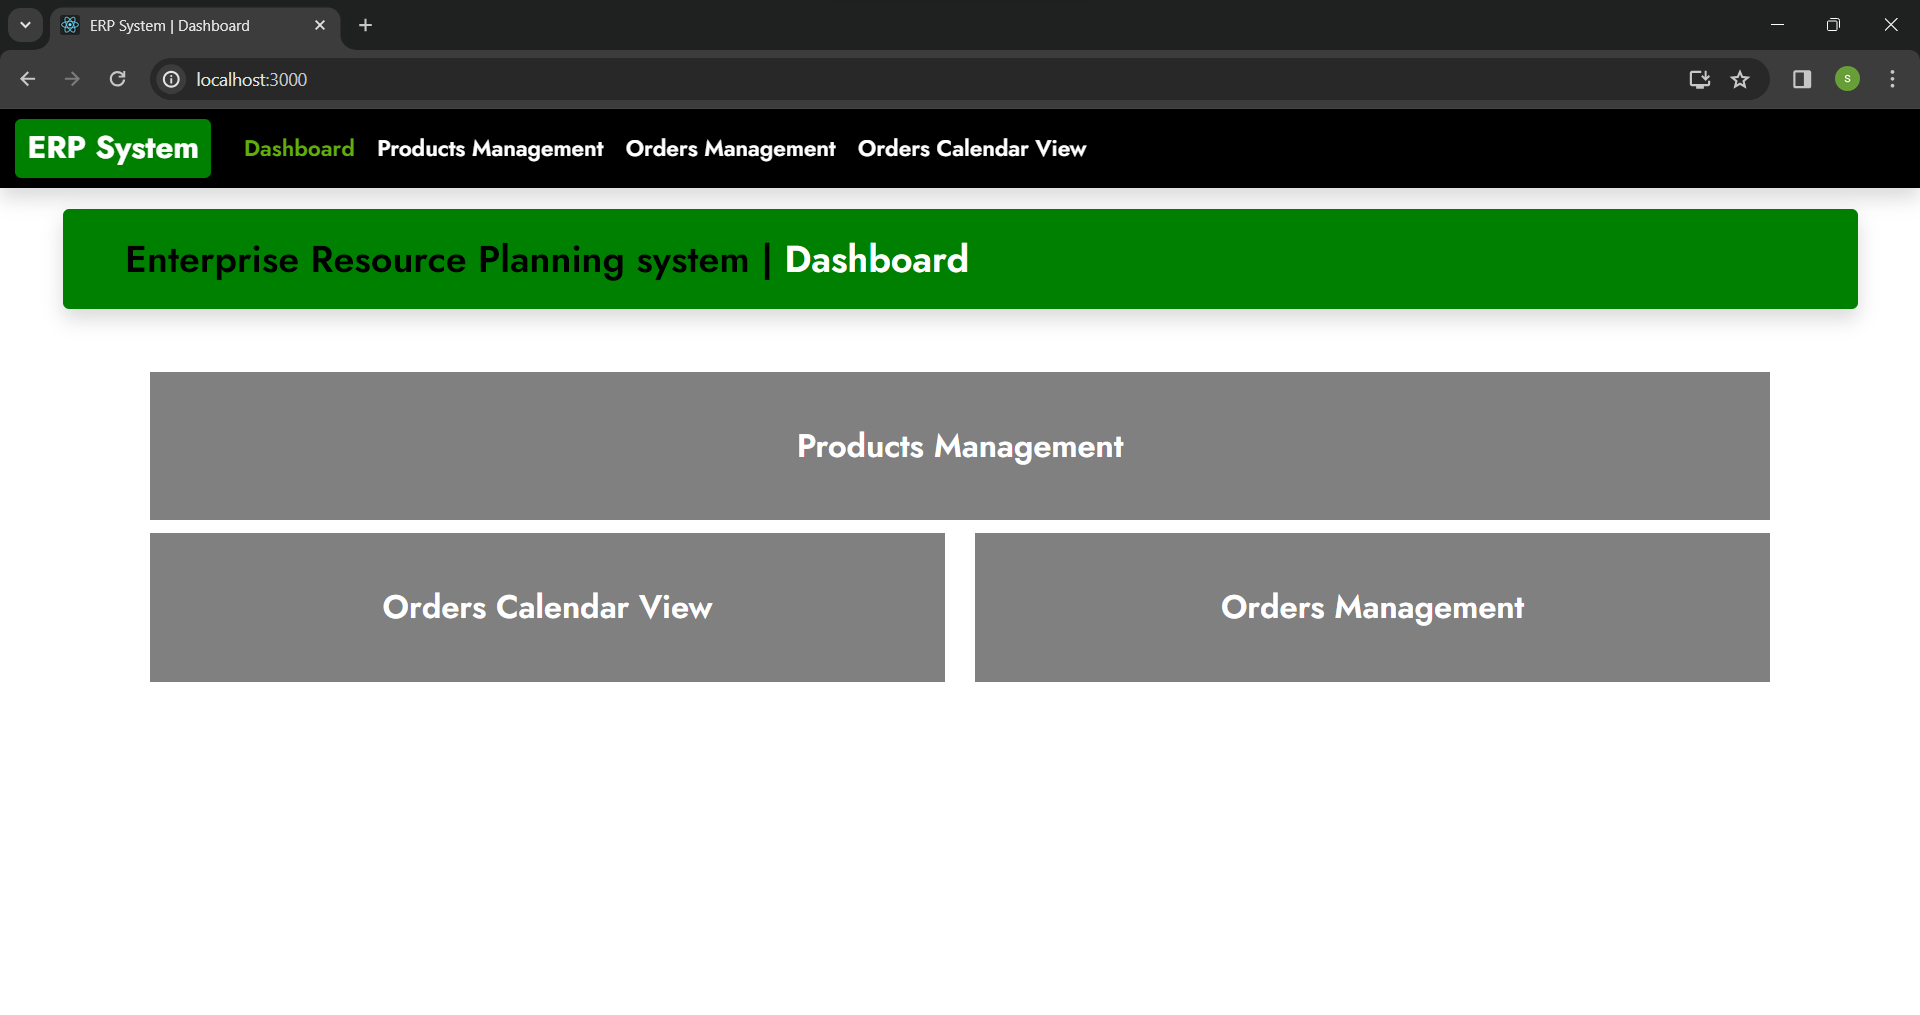 ERP System | Dashboard
localhost:3000
S
ERP System Dashboard Products Management Orders Management Orders Calendar View
Enterprise Resource Planning system | Dashboard
Products Management
Orders Calendar View
Orders Management